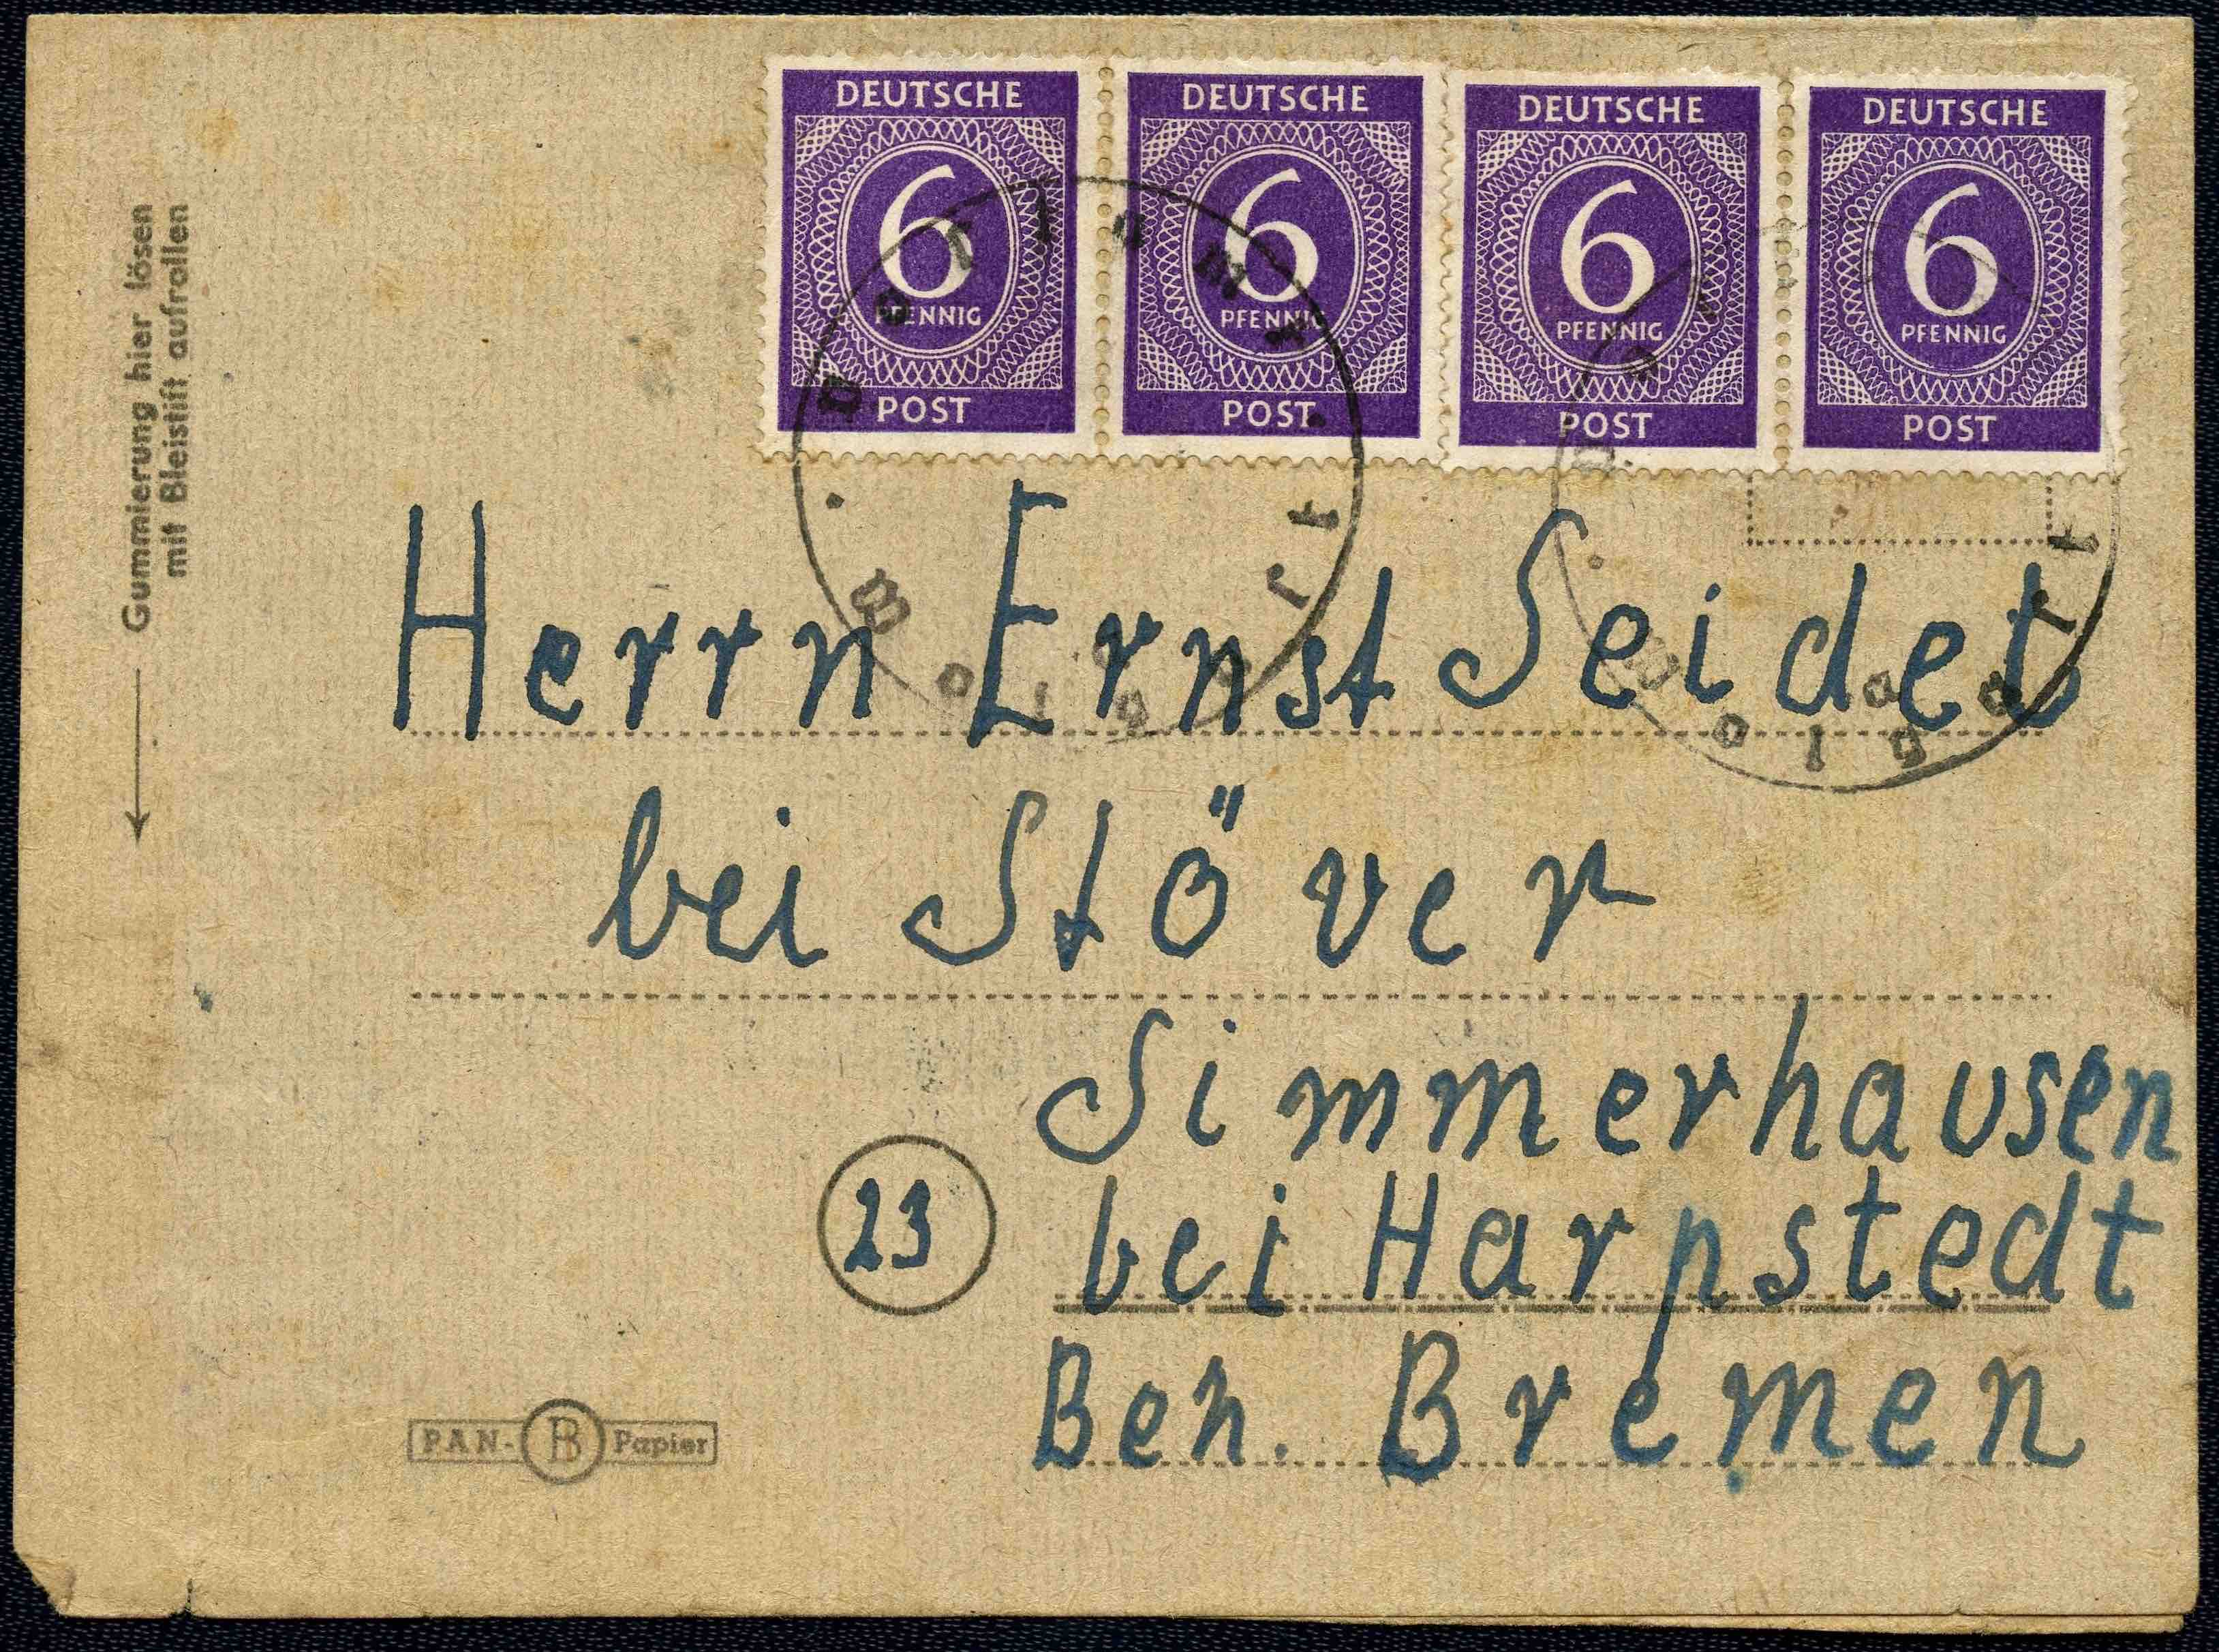 DEUTSCHE
6
PFENNIG
POST
DEUTSCHE
6
PFENNIG
POST
DEUTSCHE
6
PFENNIG
POST
DEUTSCHE
6
PFENNIG
POST
Gummierung hier lösen
mit Bleistift aufrollen
Herrn Ernst Seidel
bei Stöver
Simmerhausen
23
bei Harpstedt
Bez. Bremen
PAN- B Papier